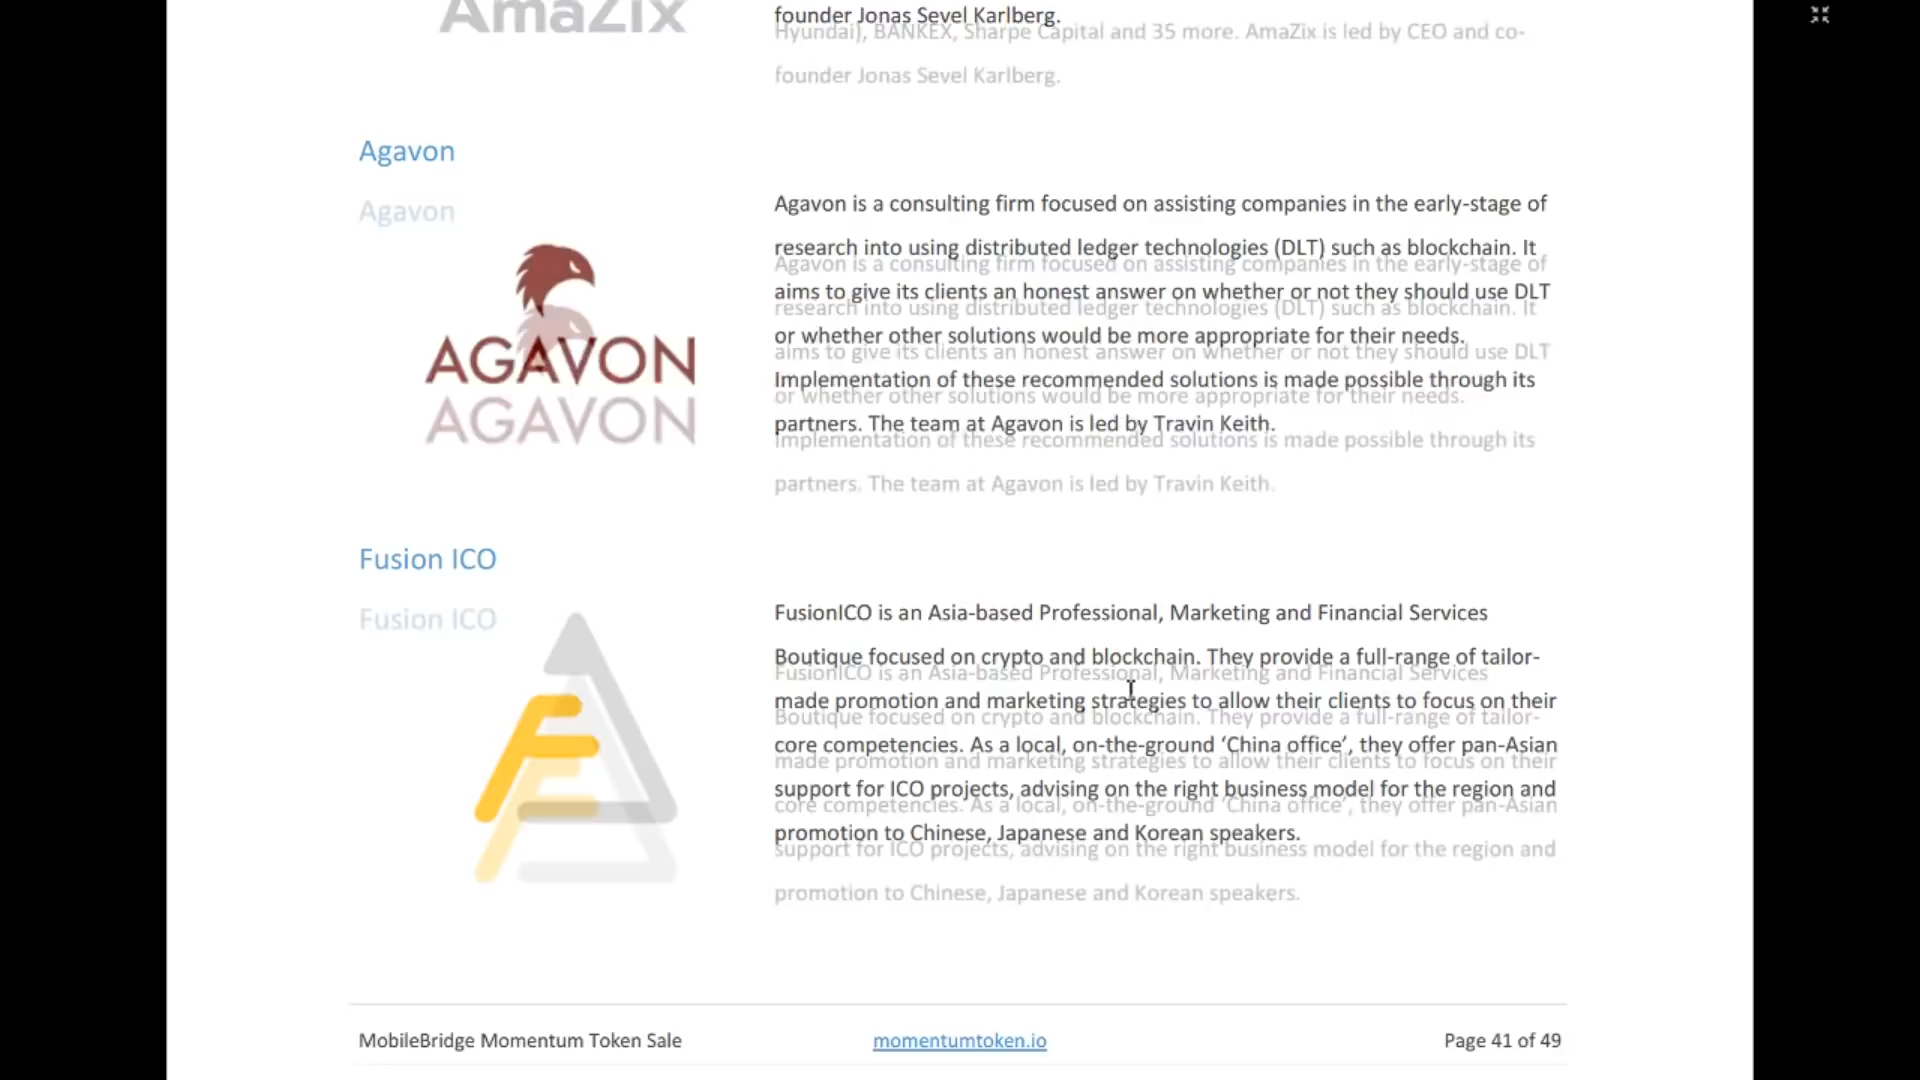 AmaZix
founder Jonas Sevel Karlberg.
Hyundai), BANKEX, Sharpe Capital and 35 more. AmaZix is led by CEO and co-
founder Jonas Sevel Karlberg.
Agavon
Agavon
AGAVON
AGAVON
Agavon is a consulting firm focused on assisting companies in the early-stage of
research into using distributed ledger technologies (DLT) such as blockchain. It
Agavon is a consulting firm focused on assisting companies in the early-stage of
aims to give its clients an honest answer on whether or not they should use DLT
research into using distributed ledger technologies (DLT) such as blockchain. It
or whether other solutions would be more appropriate for their needs.
aims to give its clients an honest answer on whether or not they should use DLT
Implementation of these recommended solutions is made possible through its
or whether other solutions would be more appropriate for their needs.
partners. The team at Agavon is led by Travin Keith.
Implementation of these recommended solutions is made possible through its
partners. The team at Agavon is led by Travin Keith.
Fusion ICO
Fusion ICO
FusionICO is an Asia-based Professional, Marketing and Financial Services
Boutique focused on crypto and blockchain. They provide a full-range of tailor-
FusionICO is an Asia-based Professional, Marketing and Financial Services
made promotion and marketing strategies to allow their clients to focus on their
Boutique focused on crypto and blockchain. They provide a full-range of tailor-
core competencies. As a local, on-the-ground ‘China office’, they offer pan-Asian
made promotion and marketing strategies to allow their clients to focus on their
support for ICO projects, advising on the right business model for the region and
core competencies. As a local, on-the-ground ‘China office’, they offer pan-Asian
promotion to Chinese, Japanese and Korean speakers.
support for ICO projects, advising on the right business model for the region and
promotion to Chinese, Japanese and Korean speakers.
MobileBridge Momentum Token Sale
momentumtoken.io
Page 41 of 49